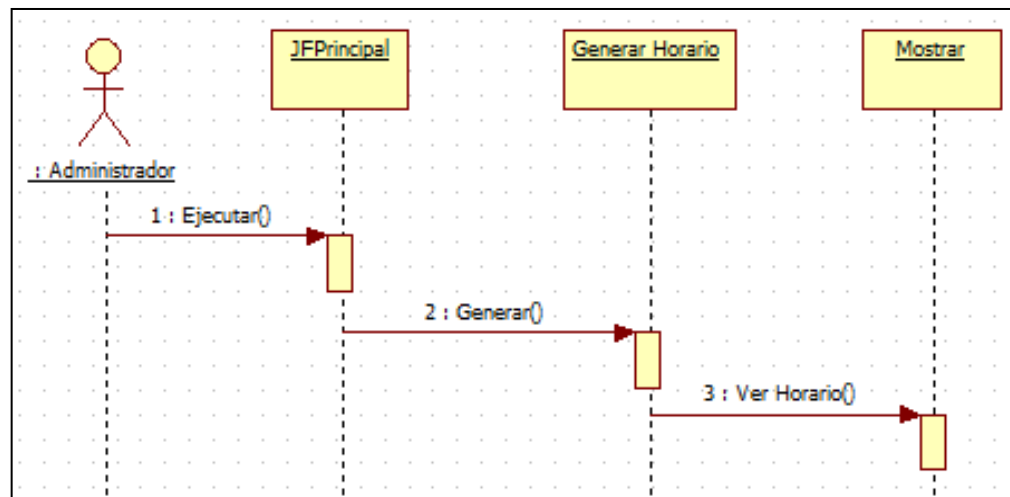 JFPrincipal
Generar Horario
Mostrar
: Administrador
1 : Ejecutar()
2 : Generar()
3 : Ver Horario()